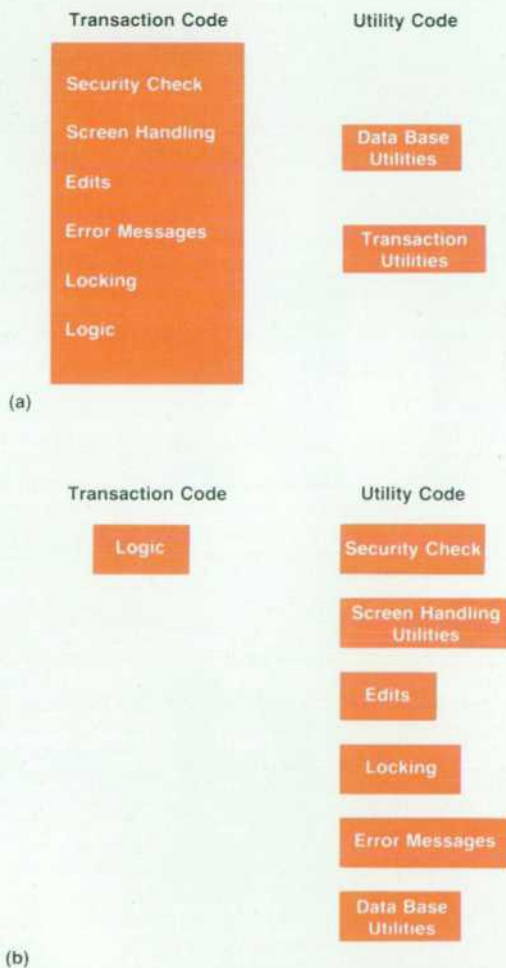 Transaction Code
Utility Code
Security Check
Screen Handling
Edits
Error Messages
Locking
Logic
Data Base
Utilities
Transaction
Utilities
(a)
Transaction Code
Utility Code
Logic
Security Check
Screen Handling
Utilities
Edits
Locking
Error Messages
Data Base
Utilities
(b)